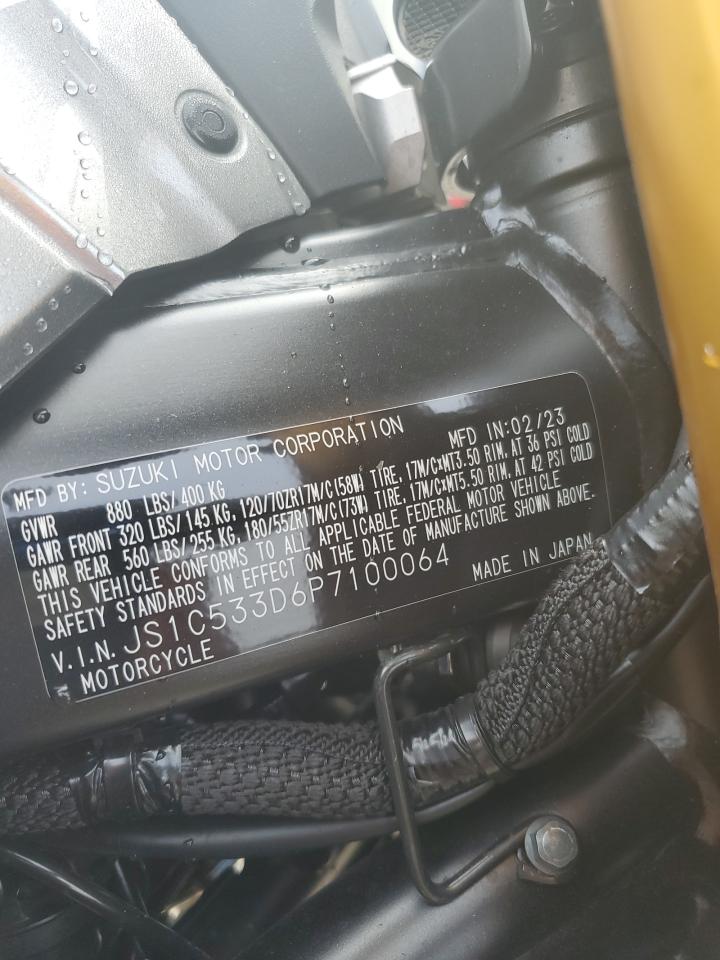 MFD BY: SUZUKI MOTOR CORPORATION
MFD IN:02/23
GVWR 880 LBS/400 KG
GAWR FRONT 320 LBS/145 KG, 120/70ZR17M/C(58W) TIRE, 17M/C×MT3.50 RIM, AT 36 PSI COLD
GAWR REAR 560 LBS/255 KG, 180/55ZR17M/C(73W) TIRE, 17M/C×MT5.50 RIM, AT 42 PSI COLD
THIS VEHICLE CONFORMS TO ALL APPLICABLE FEDERAL MOTOR VEHICLE
SAFETY STANDARDS IN EFFECT ON THE DATE OF MANUFACTURE SHOWN ABOVE.
V.I.N. JS1C533D6P7100064
MADE IN JAPAN
MOTORCYCLE